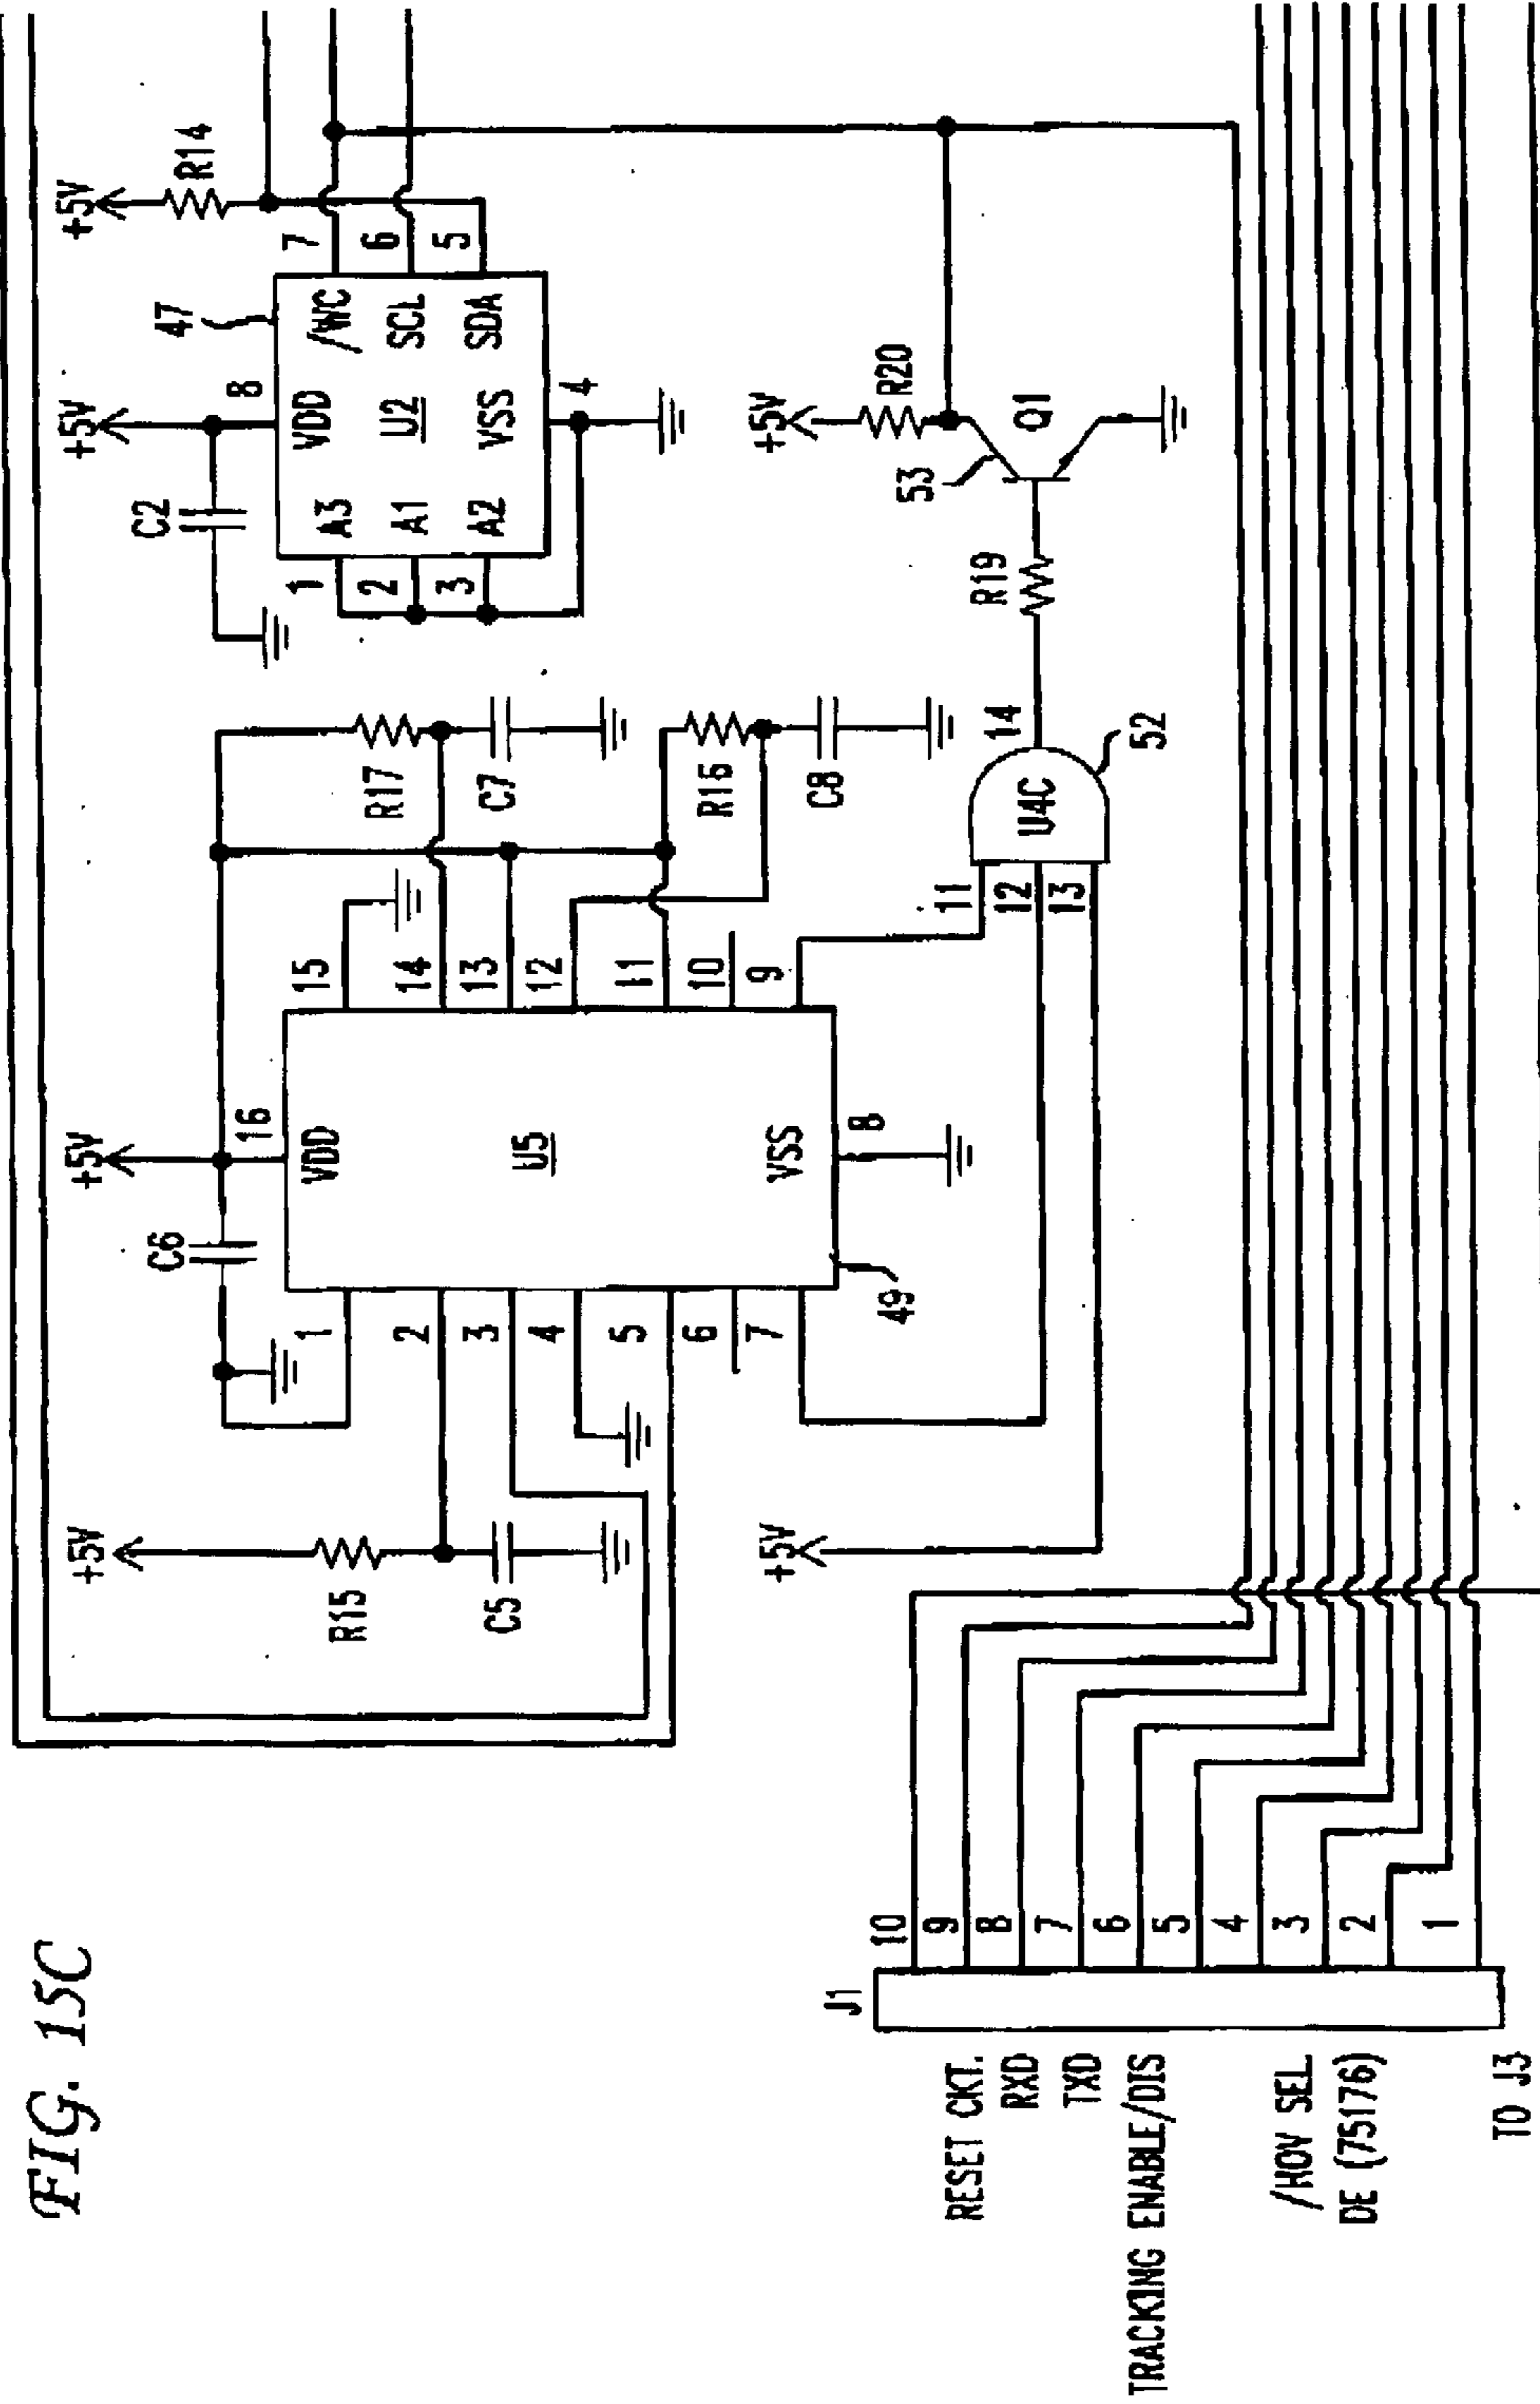 FIG. 15C
+5V
R15
C5
+5V
C6
16
VDD
U5
VSS
8
49
1
2
3
4
5
6
7
15
14
13
12
11
10
9
R17
C7
R16
C8
+5V
C2
+5V
8
47
VDD
U2
VSS
4
A3
A1
A2
1
2
3
/WC
SCL
SDA
7
6
5
+5V
R14
+5V
11
12
13
U4C
14
52
R19
+5V
R20
53
Q1
J1
10
9
8
7
6
5
4
3
2
1
RESET CKT.
RXD
TXD
TRACKING ENABLE/DIS
/HOV SEL
DE (75176)
TO J3